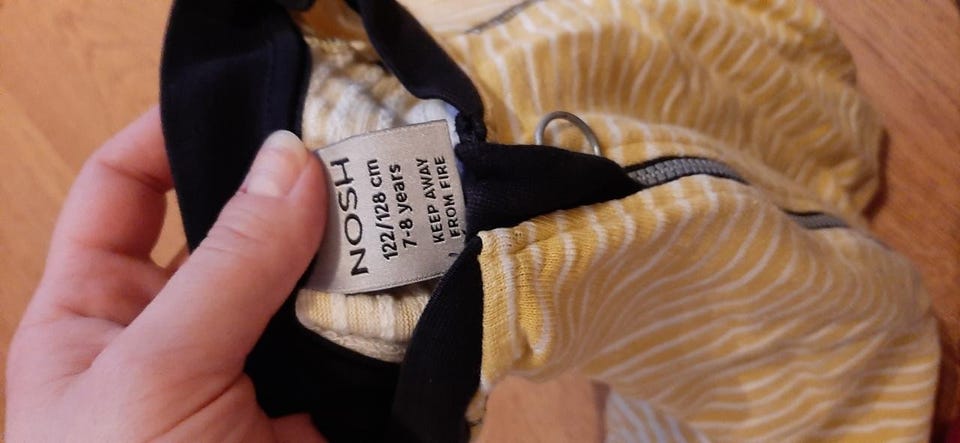 NOSH
122/128 cm
7-8 years
KEEP AWAY
FROM FIRE